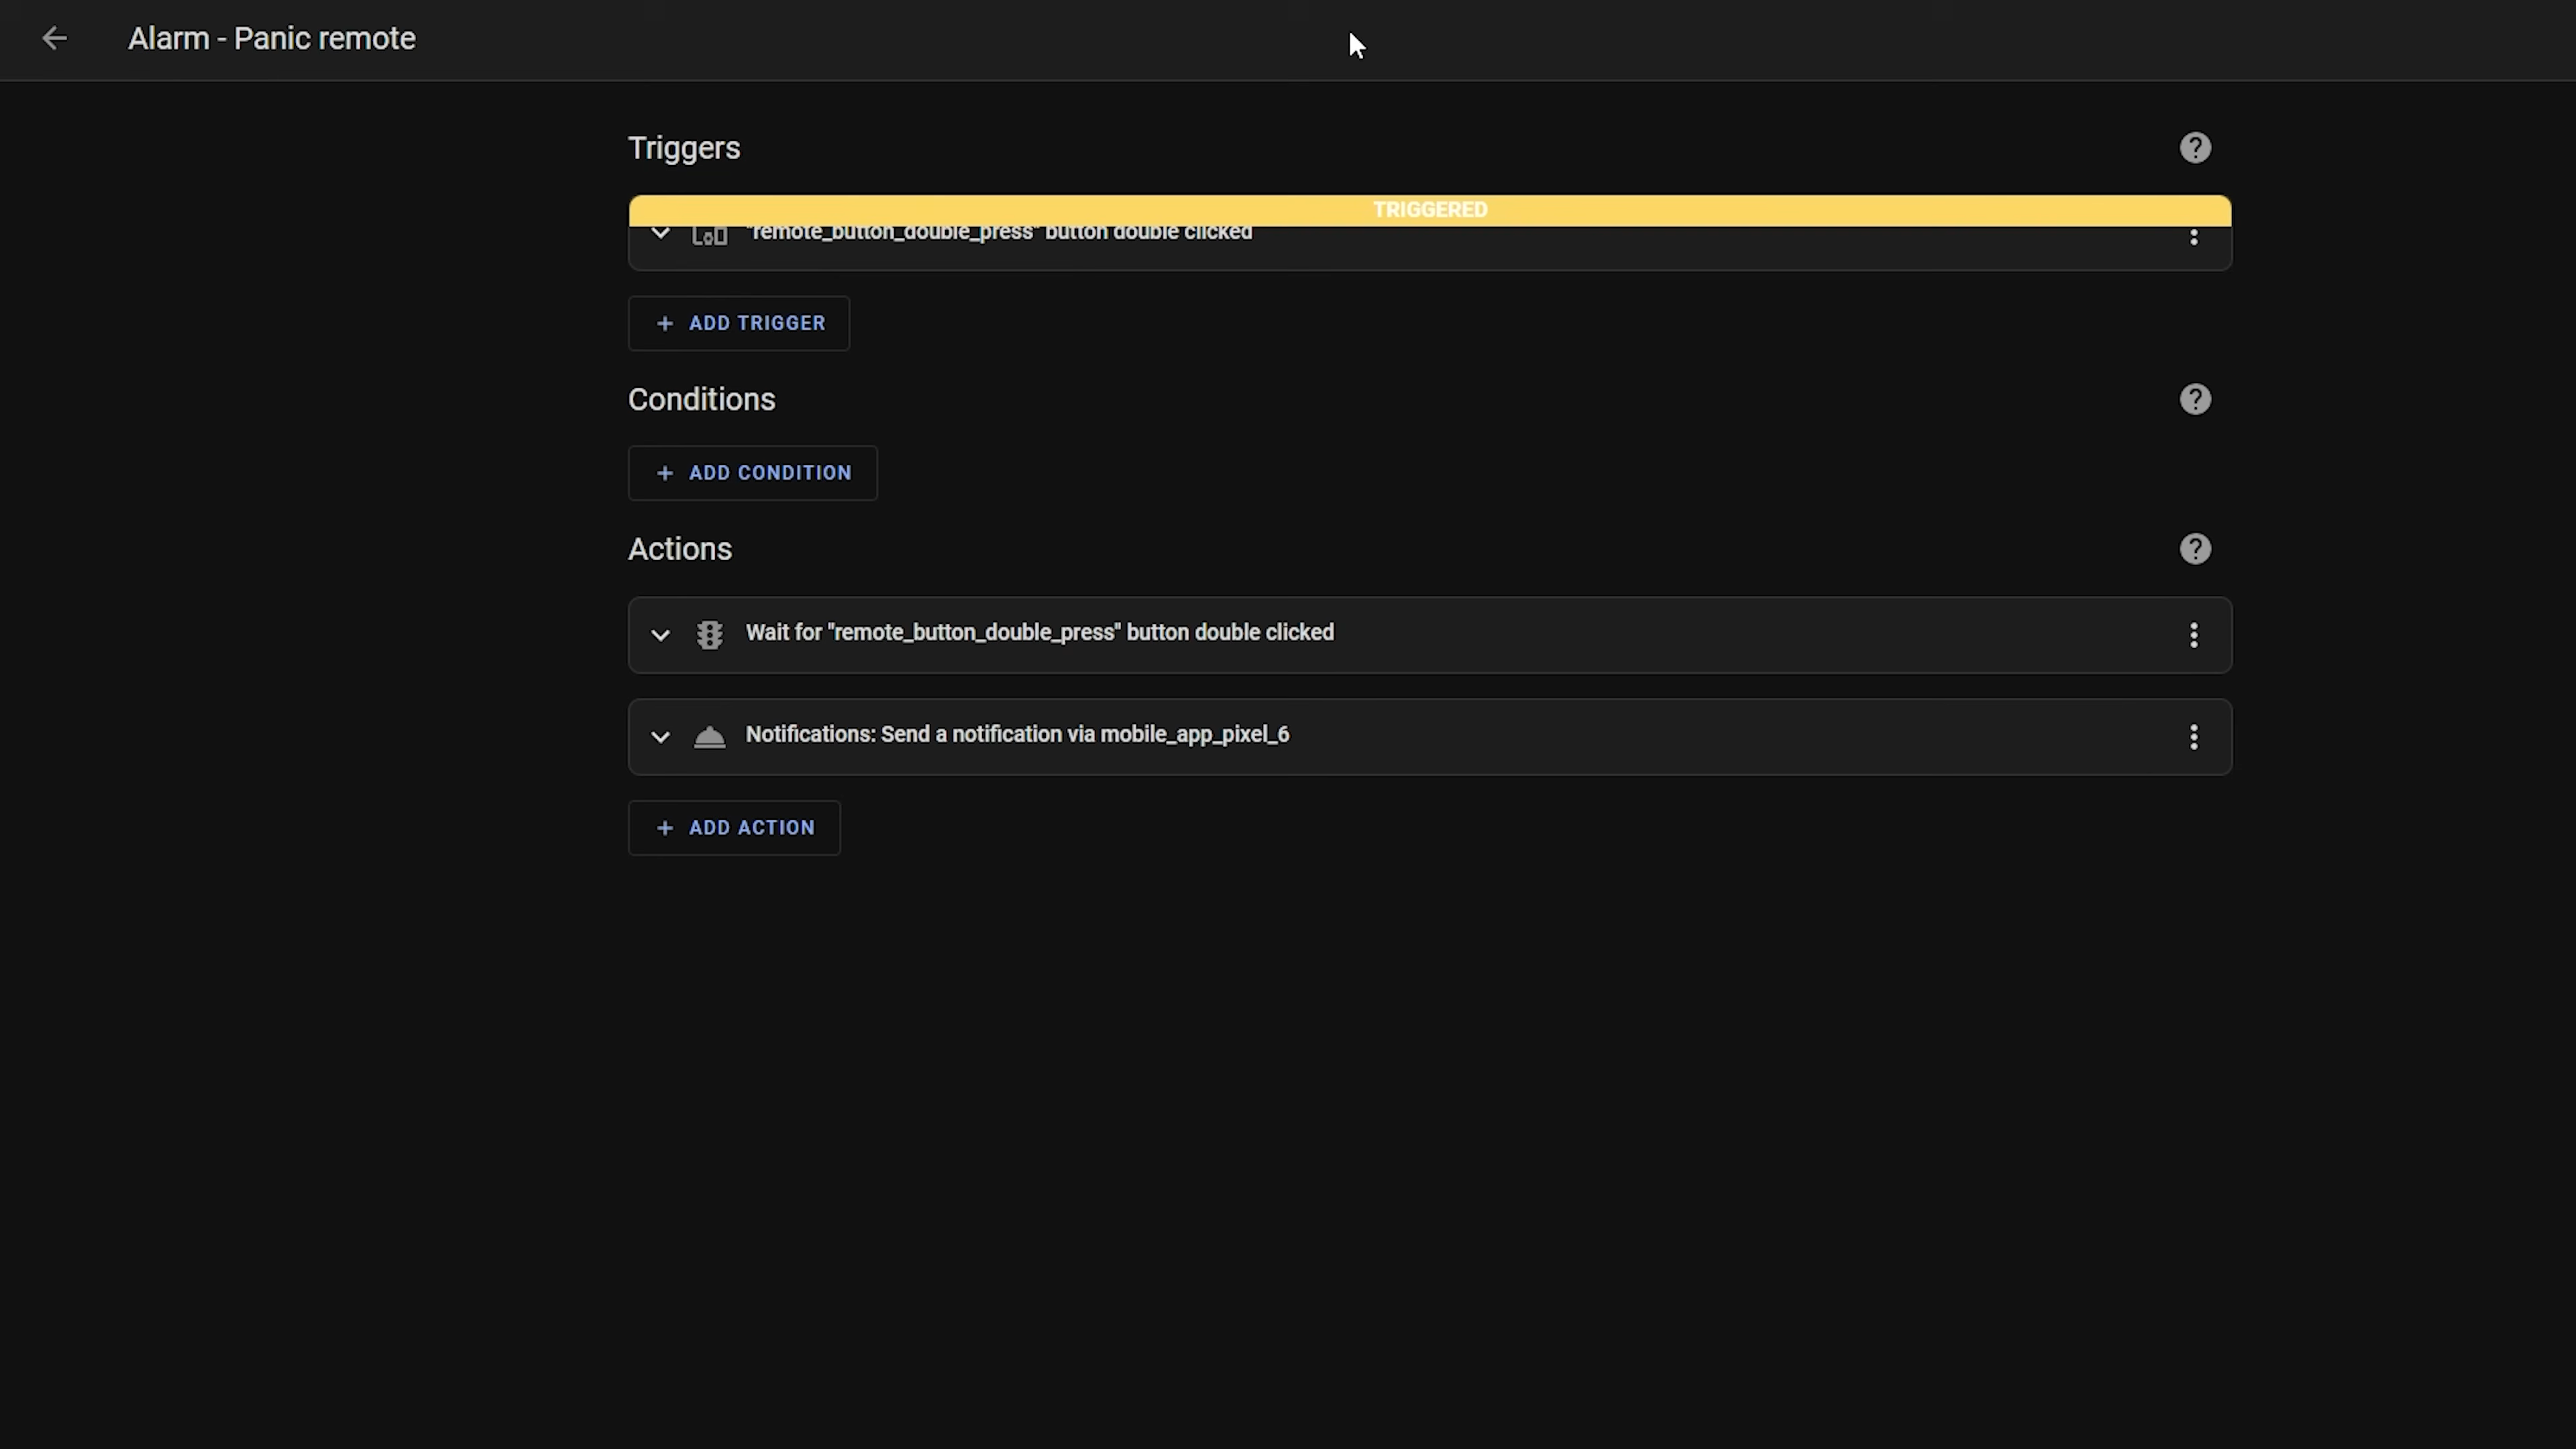 Alarm - Panic remote
Triggers
TRIGGERED
"remote_button_double_press" button double clicked
+ ADD TRIGGER
Conditions
+ ADD CONDITION
Actions
Wait for "remote_button_double_press" button double clicked
Notifications: Send a notification via mobile_app_pixel_6
+ ADD ACTION